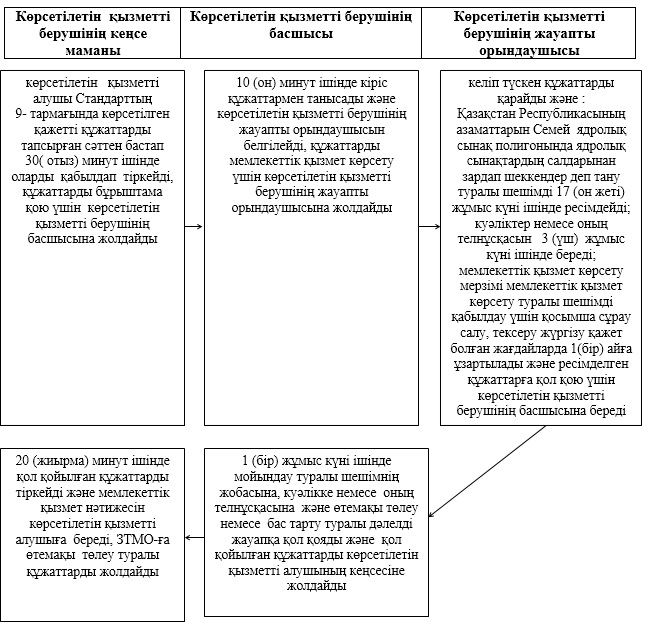 Көрсетілетін қызметті
берушінің кеңсе
маманы
Көрсетілетін қызметті берушінің
басшысы
Көрсетілетін қызметті
берушінің жауапты
орындаушысы
көрсетілетін қызметті
алушы Стандарттың
9- тармағында көрсетілген
қажетті құжаттарды
тапсырған сәттен бастап
30( отыз) минут ішінде
оларды қабылдап тіркейді,
құжаттарды бұрыштама
қою үшін көрсетілетін
қызметті берушінің
басшысына жолдайды
10 (он) минут ішінде кіріс
құжаттармен танысады және
көрсетілетін қызметті берушінің
жауапты орындаушысын
белгілейді, құжаттарды
мемлекеттік қызмет көрсету
үшін көрсетілетін қызметті
берушінің жауапты
орындаушысына жолдайды
келіп түскен құжаттарды
қарайды және :
Қазақстан Республикасының
азаматтарын Семей ядролық
сынақ полигонында ядролық
сынақтардың салдарынан
зардап шеккендер деп тану
туралы шешімді 17 (он жеті)
жұмыс күні ішінде ресімдейді;
куәліктер немесе оның
телнұсқасын 3 (үш) жұмыс
күні ішінде береді;
мемлекеттік қызмет көрсету
мерзімі мемлекеттік қызмет
көрсету туралы шешімді
қабылдау үшін қосымша сұрау
салу, тексеру жүргізу қажет
болған жағдайларда 1(бір) айға
ұзартылады және ресімделген
құжаттарға қол қою үшін
көрсетілетін қызметті
берушінің басшысына береді
20 (жиырма) минут ішінде
қол қойылған құжаттарды
тіркейді және мемлекеттік
қызмет нәтижесін
көрсетілетін қызметті
алушыға береді, ЗТМО-ға
өтемақы төлеу туралы
құжаттарды жолдайды
1 (бір) жұмыс күні ішінде
мойындау туралы шешімнің
жобасына, куәлікке немесе оның
телнұсқасына және өтемақы төлеу
немесе бас тарту туралы дәлелді
жауапқа қол қояды және қол
қойылған құжаттарды көрсетілетін
қызметті алушының кеңсесіне
жолдайды